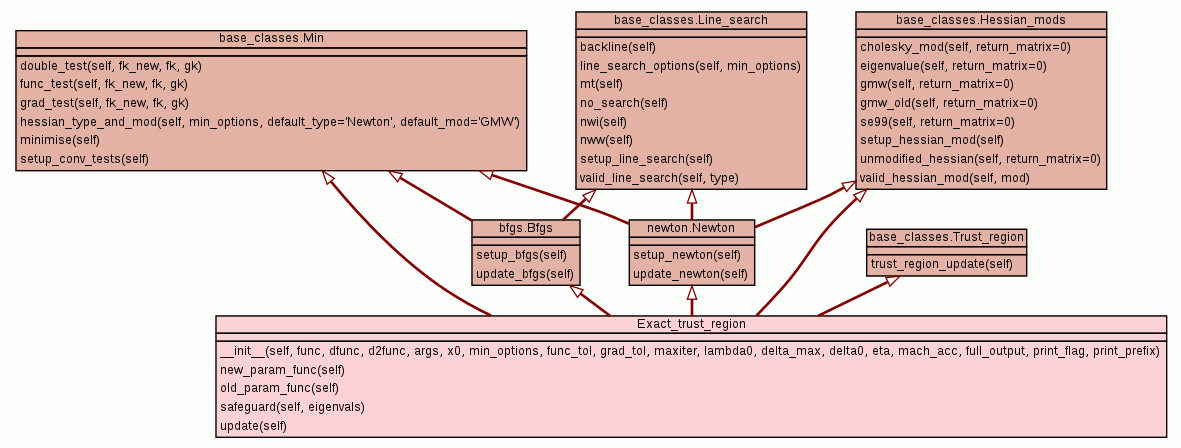 base_classes.Min
double_test(self, fk_new, fk, gk)
func_test(self, fk_new, fk, gk)
grad_test(self, fk_new, fk, gk)
hessian_type_and_mod(self, min_options, default_type='Newton', default_mod='GMW')
minimise(self)
setup_conv_tests(self)
base_classes.Line_search
backline(self)
line_search_options(self, min_options)
mt(self)
no_search(self)
nwi(self)
nww(self)
setup_line_search(self)
valid_line_search(self, type)
base_classes.Hessian_mods
cholesky_mod(self, return_matrix=0)
eigenvalue(self, return_matrix=0)
gmw(self, return_matrix=0)
gmw_old(self, return_matrix=0)
se99(self, return_matrix=0)
setup_hessian_mod(self)
unmodified_hessian(self, return_matrix=0)
valid_hessian_mod(self, mod)
bfgs.Bfgs
setup_bfgs(self)
update_bfgs(self)
newton.Newton
setup_newton(self)
update_newton(self)
base_classes.Trust_region
trust_region_update(self)
Exact_trust_region
__init__(self, func, dfunc, d2func, args, x0, min_options, func_tol, grad_tol, maxiter, lambda0, delta_max, delta0, eta, mach_acc, full_output, print_flag, print_prefix)
new_param_func(self)
old_param_func(self)
safeguard(self, eigenvals)
update(self)